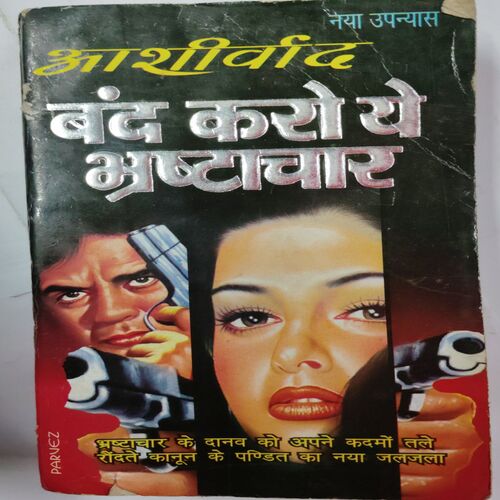 नया उपन्यास
आशीर्वाद
बंद करो ये
भ्रष्टाचार
भ्रष्टाचार के दानव को अपने कदमों तले
रौंदते कानून के पण्डित का नया जलजला
PARVEZ